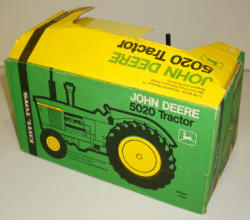 JOHN DEERE
5020 Tractor
JOHN DEERE
5020 Tractor
ERTL TOYS